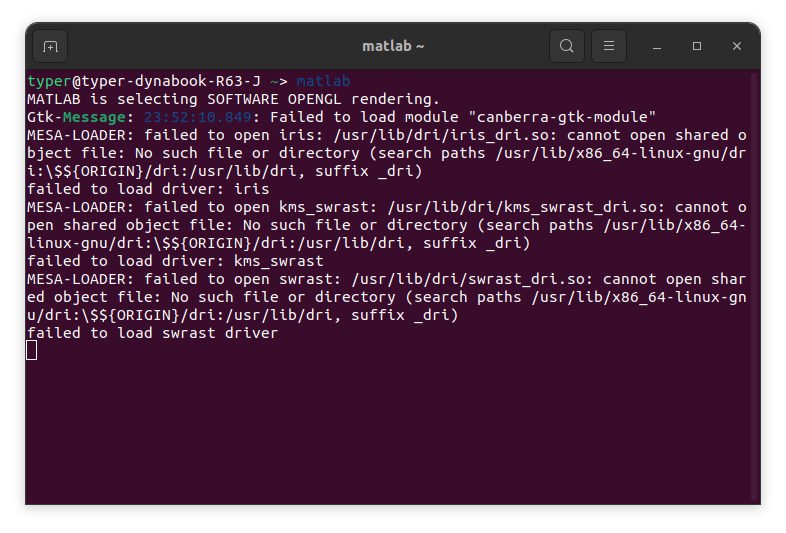 matlab ~
typer@typer-dynabook-R63-J ~> matlab
MATLAB is selecting SOFTWARE OPENGL rendering.
Gtk-Message: 23:52:10.849: Failed to load module "canberra-gtk-module"
MESA-LOADER: failed to open iris: /usr/lib/dri/iris_dri.so: cannot open shared o
bject file: No such file or directory (search paths /usr/lib/x86_64-linux-gnu/dr
i:\$${ORIGIN}/dri:/usr/lib/dri, suffix _dri)
failed to load driver: iris
MESA-LOADER: failed to open kms_swrast: /usr/lib/dri/kms_swrast_dri.so: cannot o
pen shared object file: No such file or directory (search paths /usr/lib/x86_64-
linux-gnu/dri:\$${ORIGIN}/dri:/usr/lib/dri, suffix _dri)
failed to load driver: kms_swrast
MESA-LOADER: failed to open swrast: /usr/lib/dri/swrast_dri.so: cannot open shar
ed object file: No such file or directory (search paths /usr/lib/x86_64-linux-gn
u/dri:\$${ORIGIN}/dri:/usr/lib/dri, suffix _dri)
failed to load swrast driver